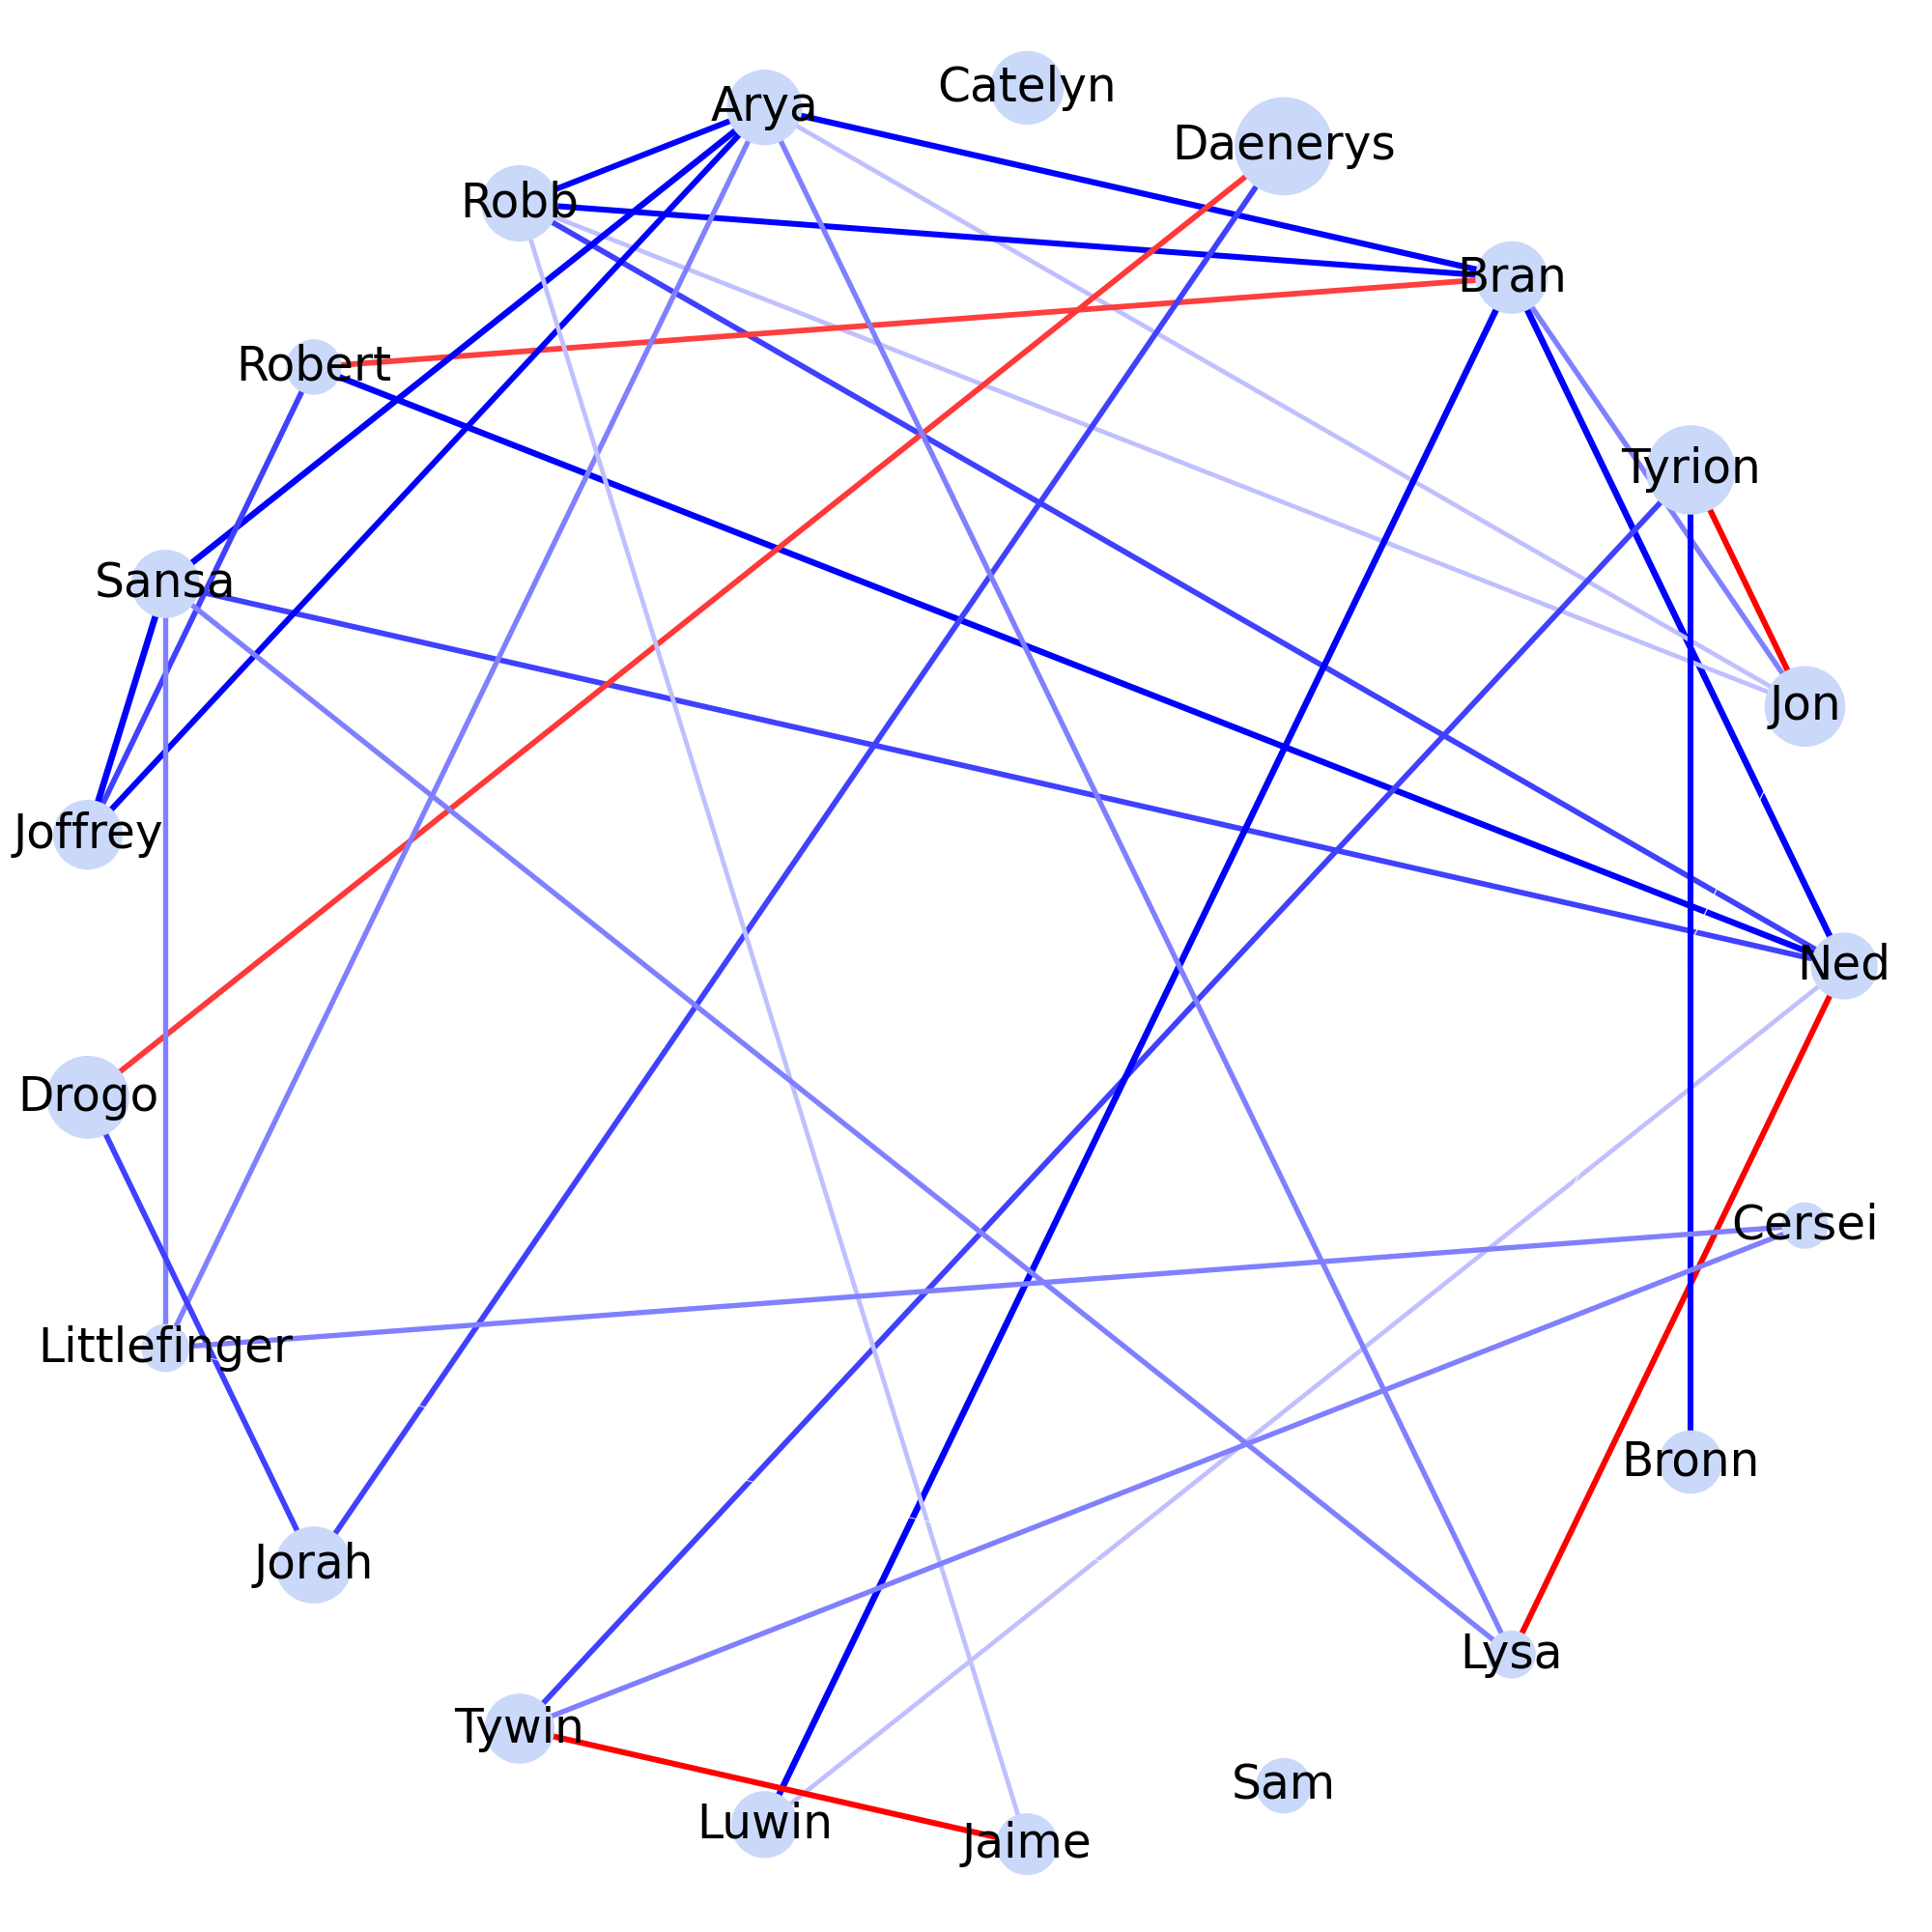 Catelyn
Arya
Daenerys
Robb
Bran
Robert
Tyrion
Sansa
Jon
Joffrey
Ned
Drogo
Cersei
Littlefinger
Bronn
Jorah
Lysa
Tywin
Sam
Luwin
Jaime